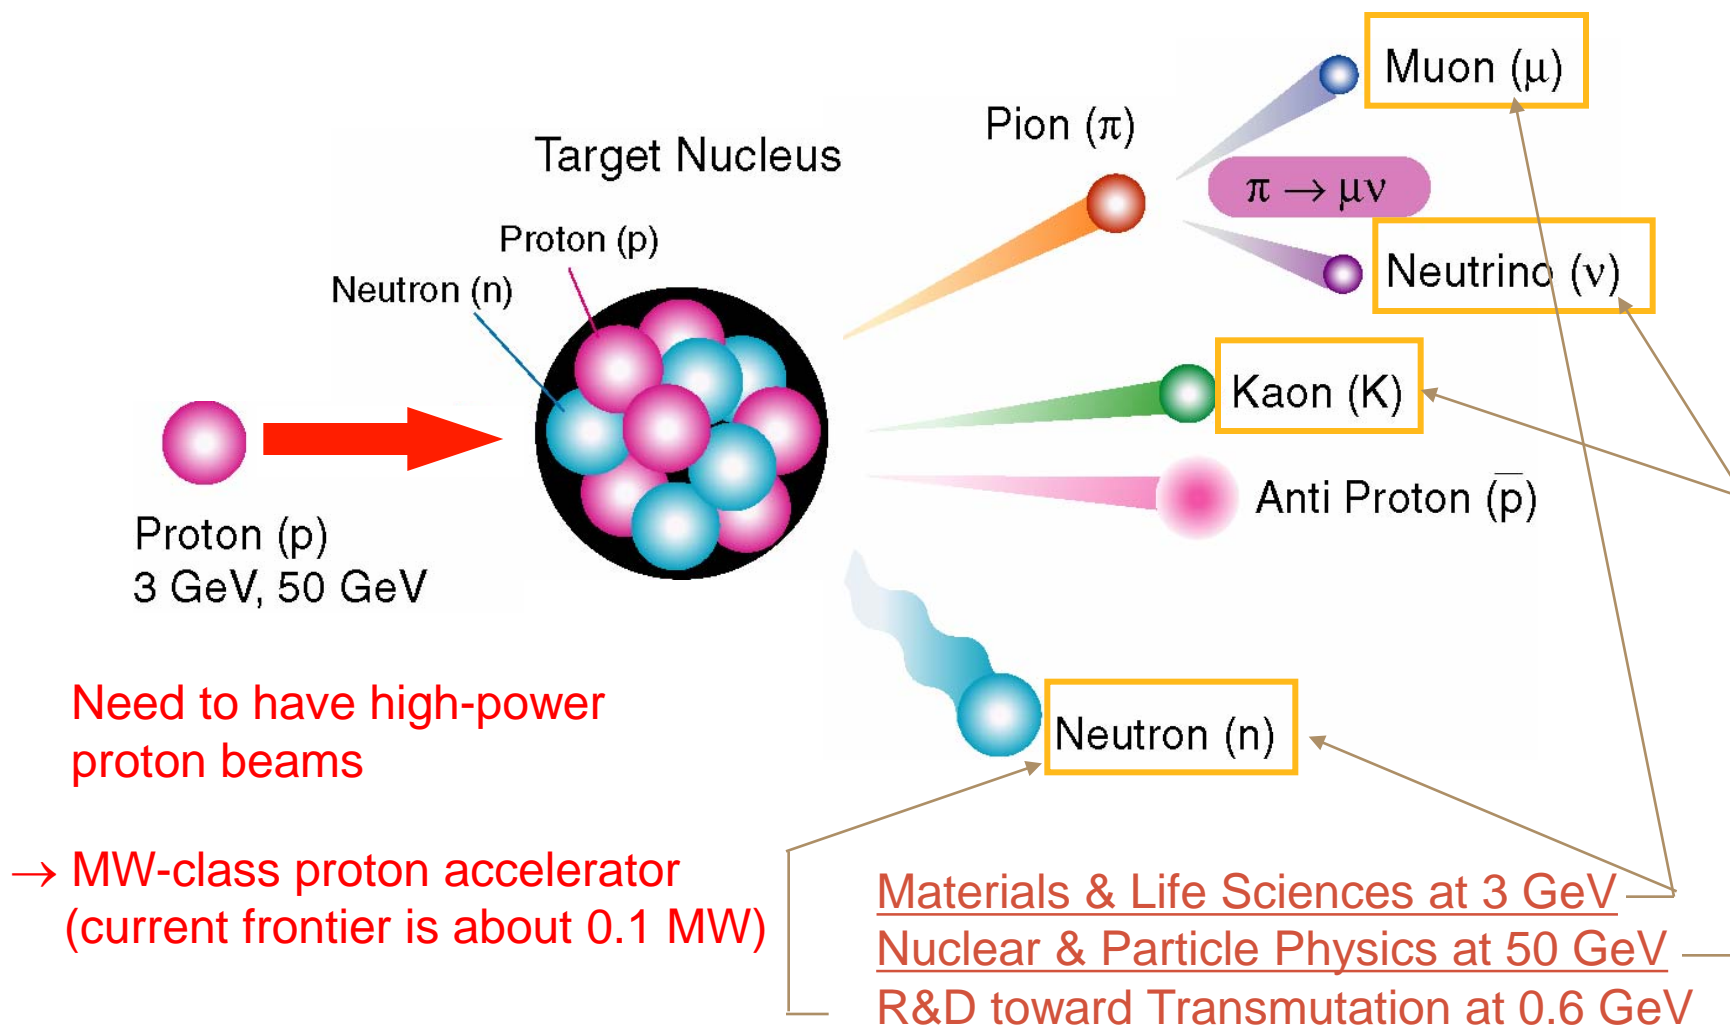 Muon (μ)
Pion (π)
Target Nucleus
π → μν
Proton (p)
Neutrino (ν)
Neutron (n)
Kaon (K)
Anti Proton (p̅)
Proton (p)
3 GeV, 50 GeV
Neutron (n)
Need to have high-power
proton beams
→ MW-class proton accelerator
(current frontier is about 0.1 MW)
Materials & Life Sciences at 3 GeV
Nuclear & Particle Physics at 50 GeV
R&D toward Transmutation at 0.6 GeV